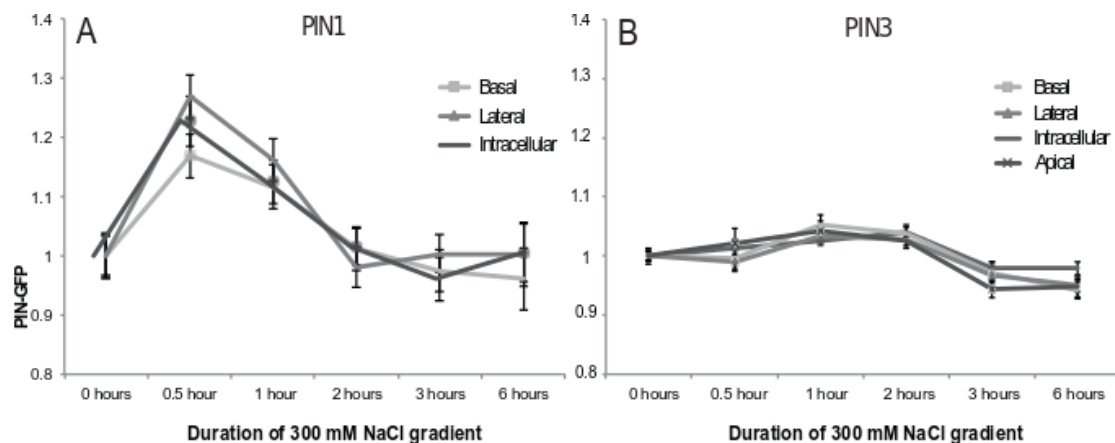 A
PIN1
1.4
1.3
1.2
1.1
1
0.9
0.8
PIN-GFP
Basal
Lateral
Intracellular
0 hours
0.5 hour
1 hour
2 hours
3 hours
6 hours
Duration of 300 mM NaCl gradient
B
PIN3
1.4
1.3
1.2
1.1
1
0.9
0.8
Basal
Lateral
Intracellular
Apical
0 hours
0.5 hour
1 hour
2 hours
3 hours
6 hours
Duration of 300 mM NaCl gradient